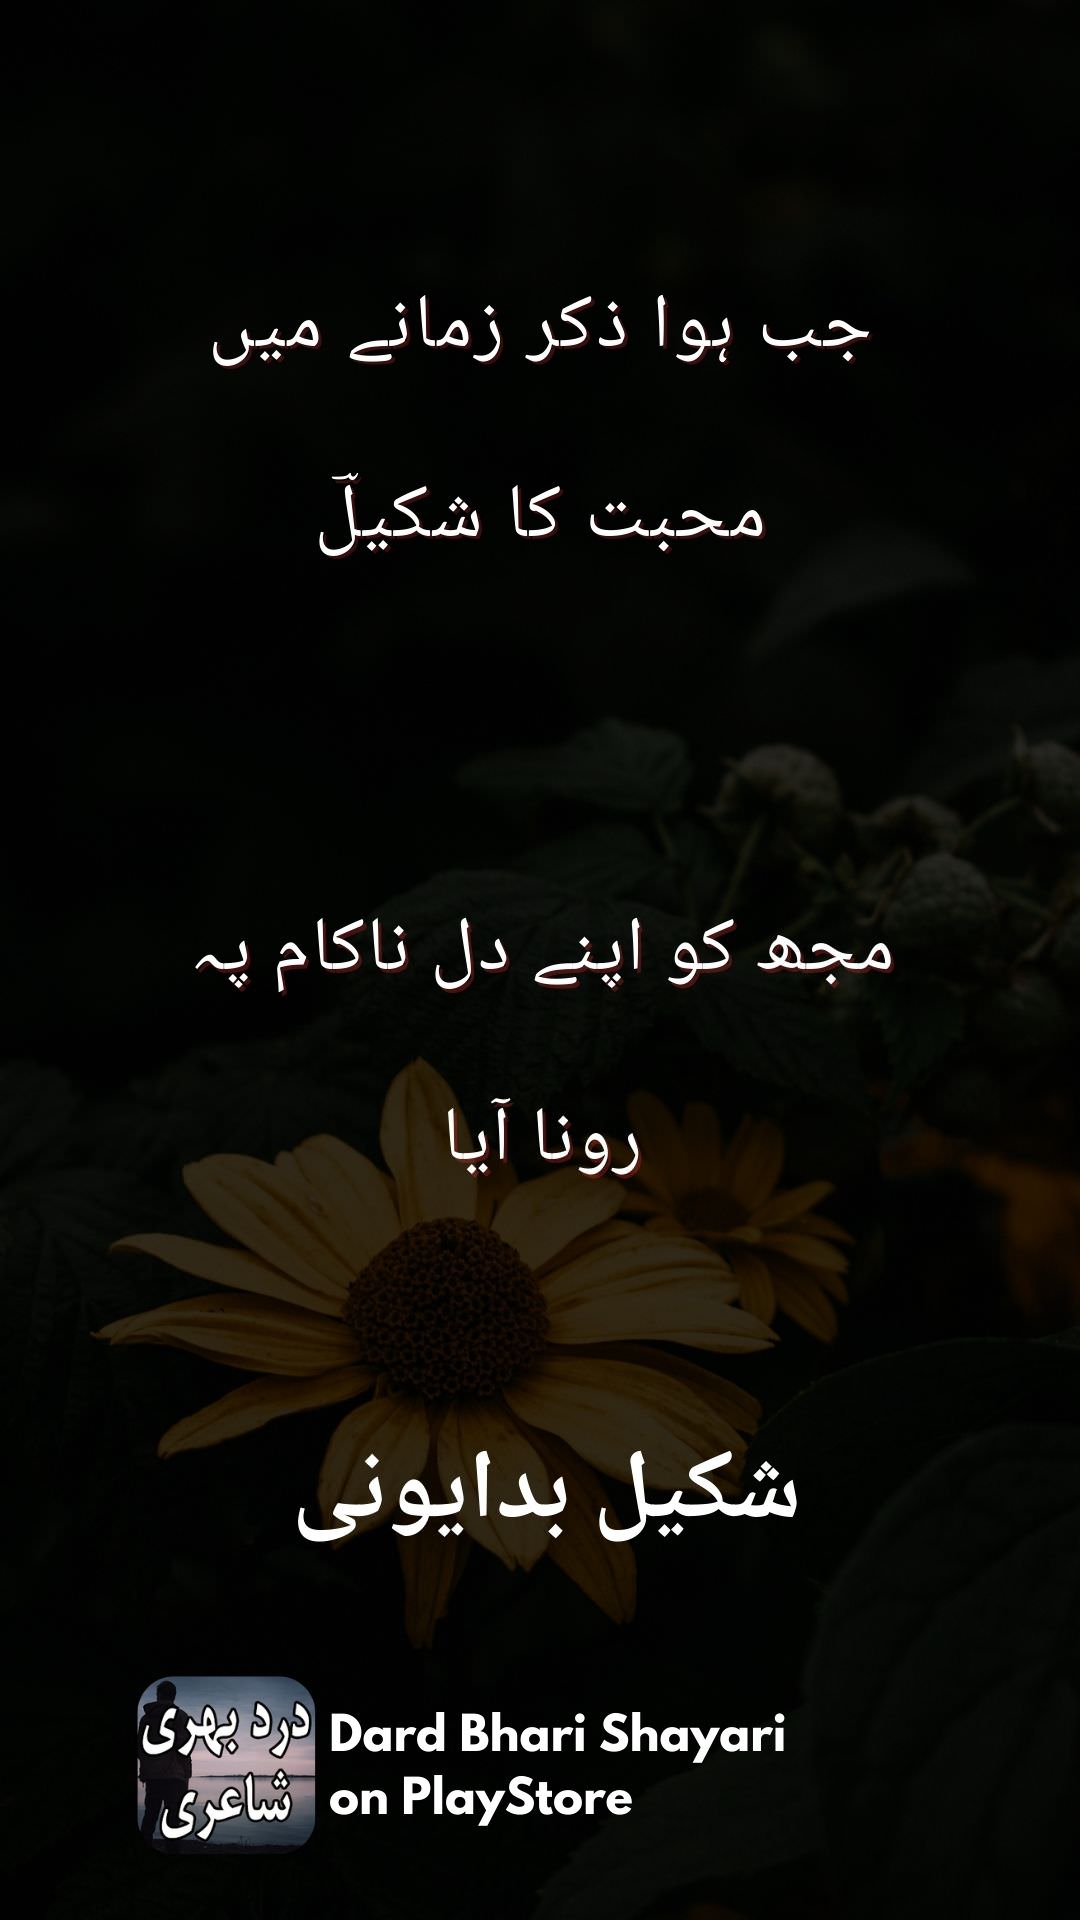 جب ہوا ذکر زمانے میں
محبت کا شکیلؔ
مجھ کو اپنے دل ناکام پہ
رونا آیا
شکیل بدایونی
درد بھری
شاعری
Dard Bhari Shayari
on PlayStore